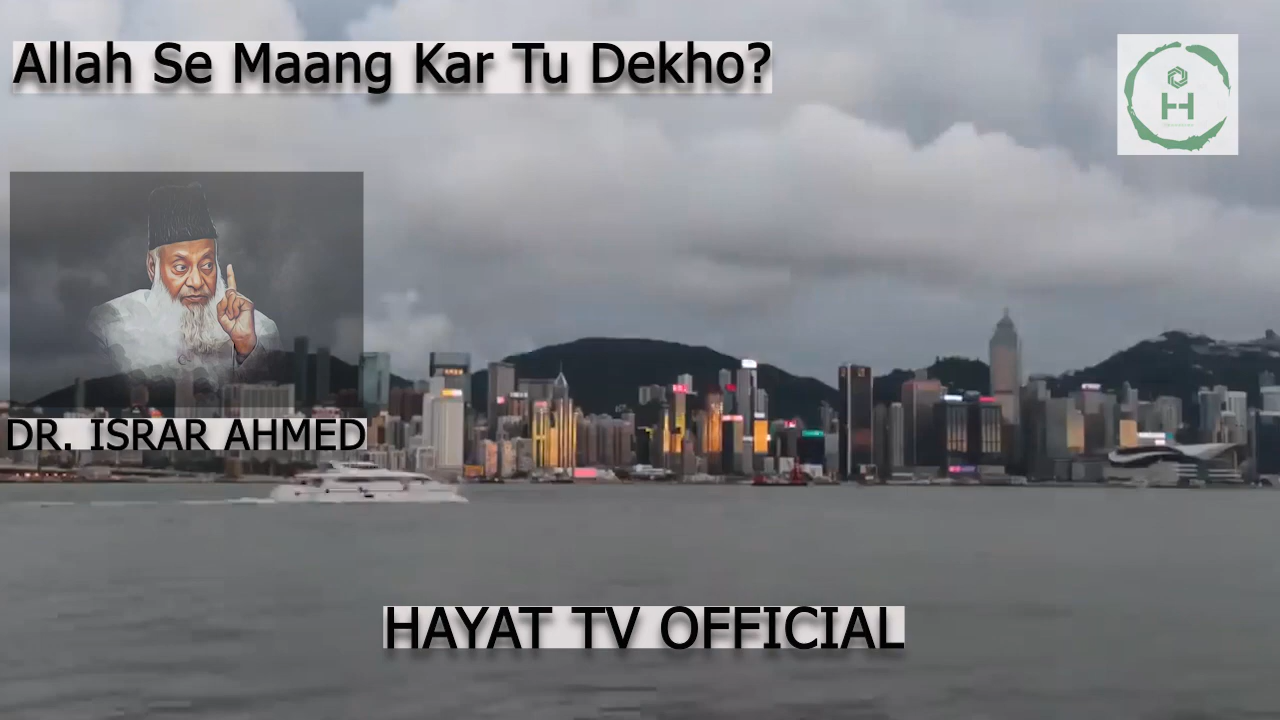 Allah Se Maang Kar Tu Dekho?
H
DR. ISRAR AHMED
HAYAT TV OFFICIAL